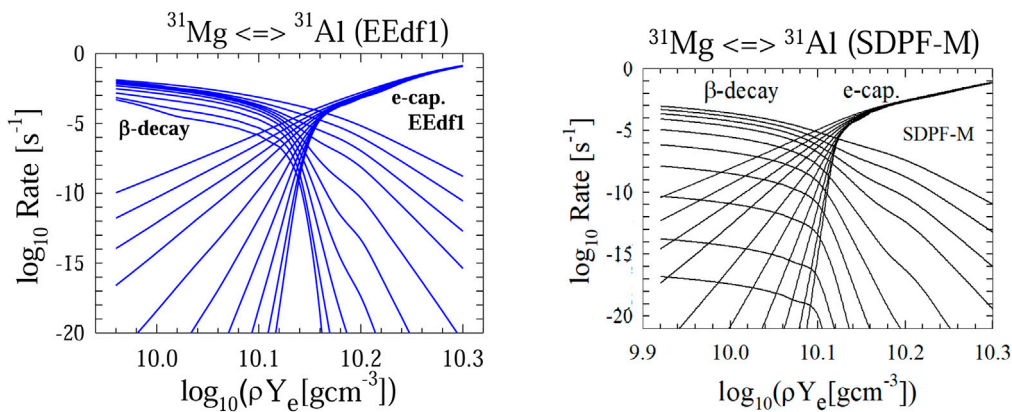 ³¹Mg <=> ³¹Al (EEdf1)
0
-5
-10
-15
-20
log₁₀ Rate [s⁻¹]
β-decay
e-cap.
EEdf1
10.0
10.1
10.2
10.3
log₁₀(ρYₑ[gcm⁻³])
³¹Mg <=> ³¹Al (SDPF-M)
0
-5
-10
-15
-20
log₁₀ Rate [s⁻¹]
β-decay
e-cap.
SDPF-M
9.9
10.0
10.1
10.2
10.3
log₁₀(ρYₑ[gcm⁻³])